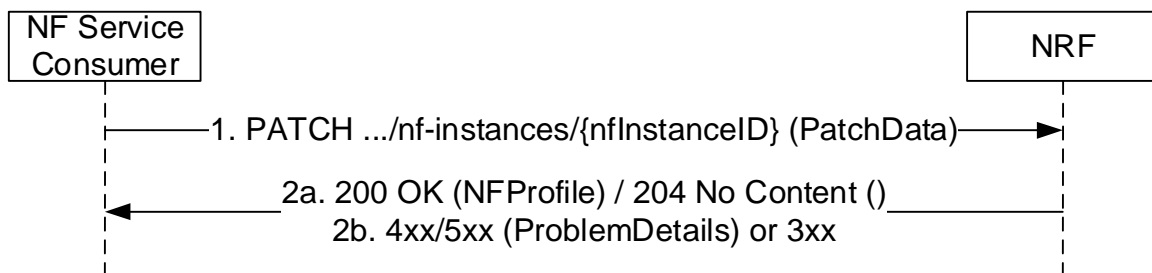 NF Service
Consumer
NRF
1. PATCH .../nf-instances/{nfInstanceID} (PatchData)
2a. 200 OK (NFProfile) / 204 No Content ()
2b. 4xx/5xx (ProblemDetails) or 3xx